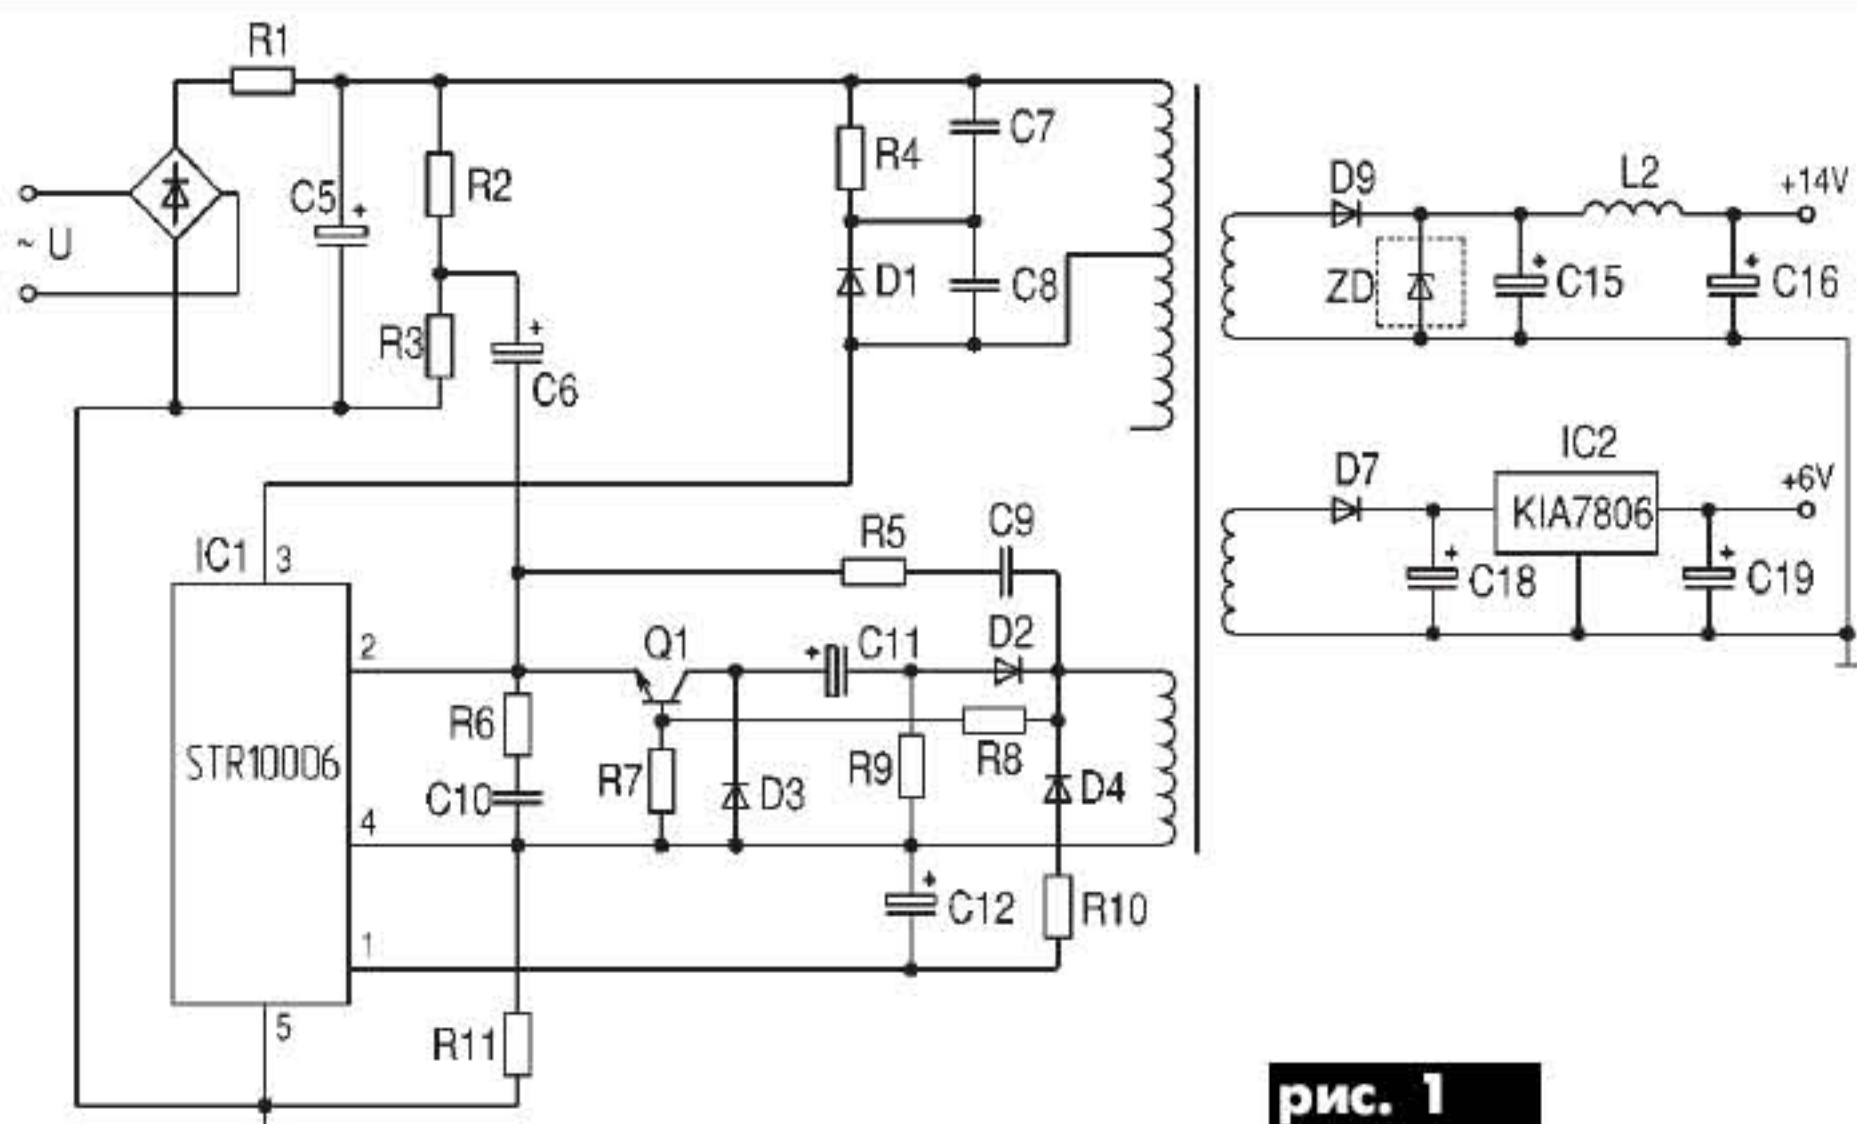 R1
R2
C5
+
~ U
R3
+
C6
R4
C7
D1
C8
D9
L2
+14V
ZD
+
C15
+
C16
D7
IC2
KIA7806
+6V
+
C18
+
C19
IC1
3
R5
C9
2
Q1
+
C11
D2
R6
STR10006
C10
R7
D3
R9
R8
D4
4
+
C12
R10
1
5
R11
рис. 1